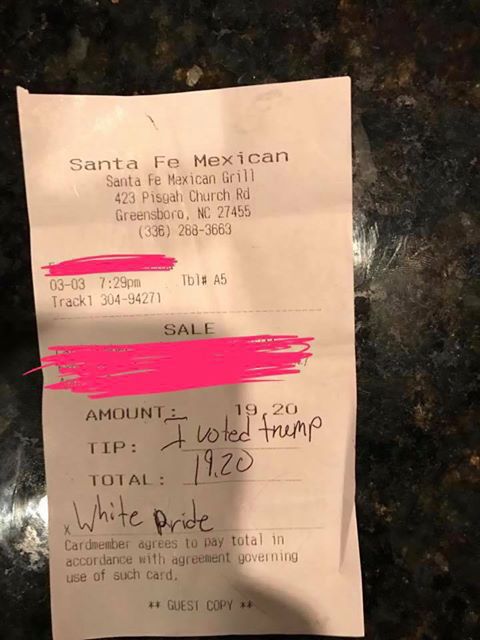 Santa Fe Mexican
Santa Fe Mexican Grill
423 Pisgah Church Rd
Greensboro, NC 27455
(336) 288-3663
03-03 7:29pm Tbl# A5
Track1 304-94271
SALE
AMOUNT: 19.20
TIP: I voted trump
TOTAL: 19.20
x White pride
Cardmember agrees to pay total in
accordance with agreement governing
use of such card.
** GUEST COPY **